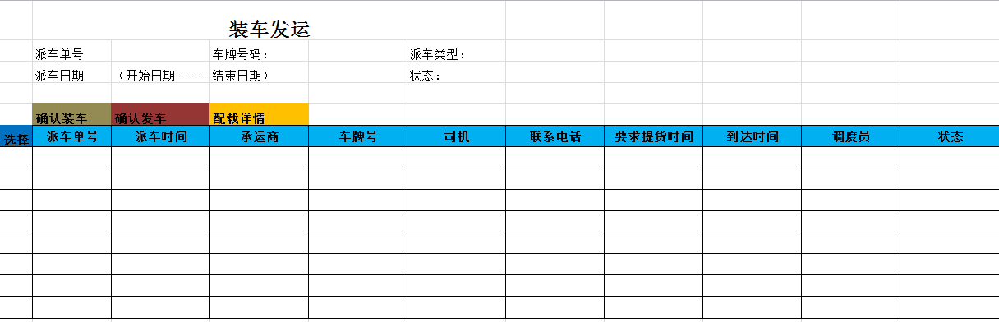 装车发运
派车单号 车牌号码： 派车类型：
派车日期 （开始日期-----结束日期） 状态：
确认装车 确认发车 配载详情
选择 派车单号 派车时间 承运商 车牌号 司机 联系电话 要求提货时间 到达时间 调度员 状态